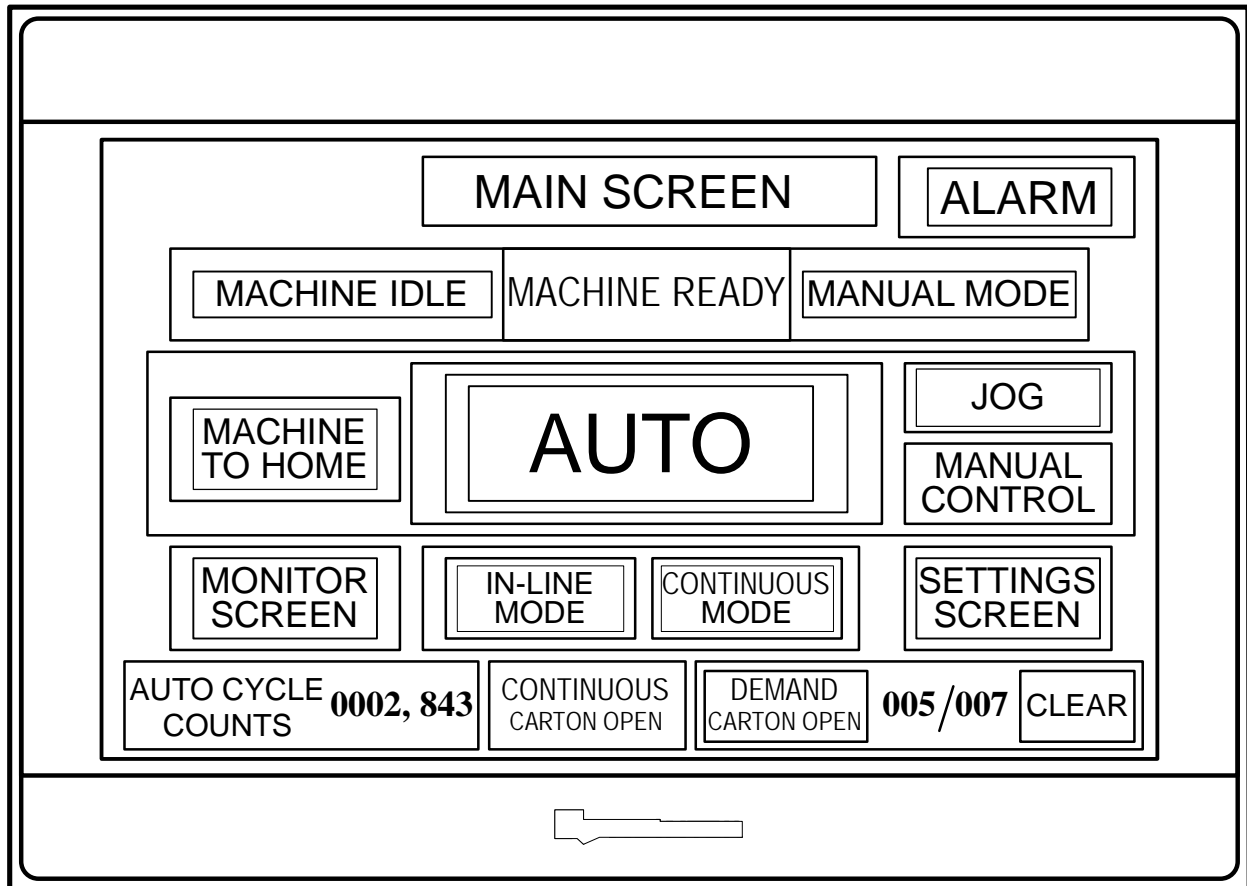 MAIN SCREEN
ALARM
MACHINE IDLE
MACHINE READY
MANUAL MODE
MACHINE
TO HOME
AUTO
JOG
MANUAL
CONTROL
MONITOR
SCREEN
IN-LINE
MODE
CONTINUOUS
MODE
SETTINGS
SCREEN
AUTO CYCLE
COUNTS
0002, 843
CONTINUOUS
CARTON OPEN
DEMAND
CARTON OPEN
005/007
CLEAR